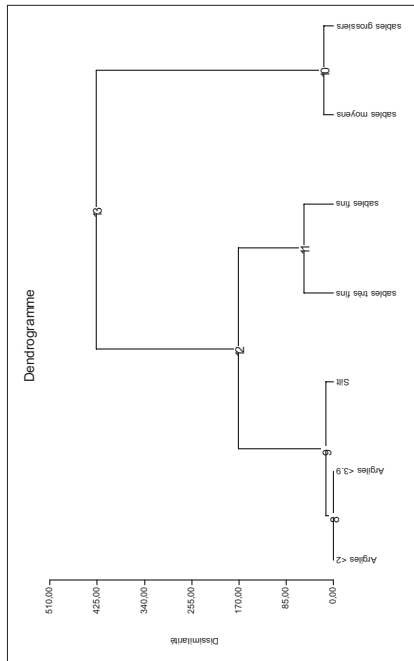 Dendrogramme
Dissimilarité
510,00
425,00
340,00
255,00
170,00
85,00
0,00
13
12
11
10
9
8
Argiles <2
Argiles <3.9
Silt
sables très fins
sables fins
sables moyens
sables grossiers